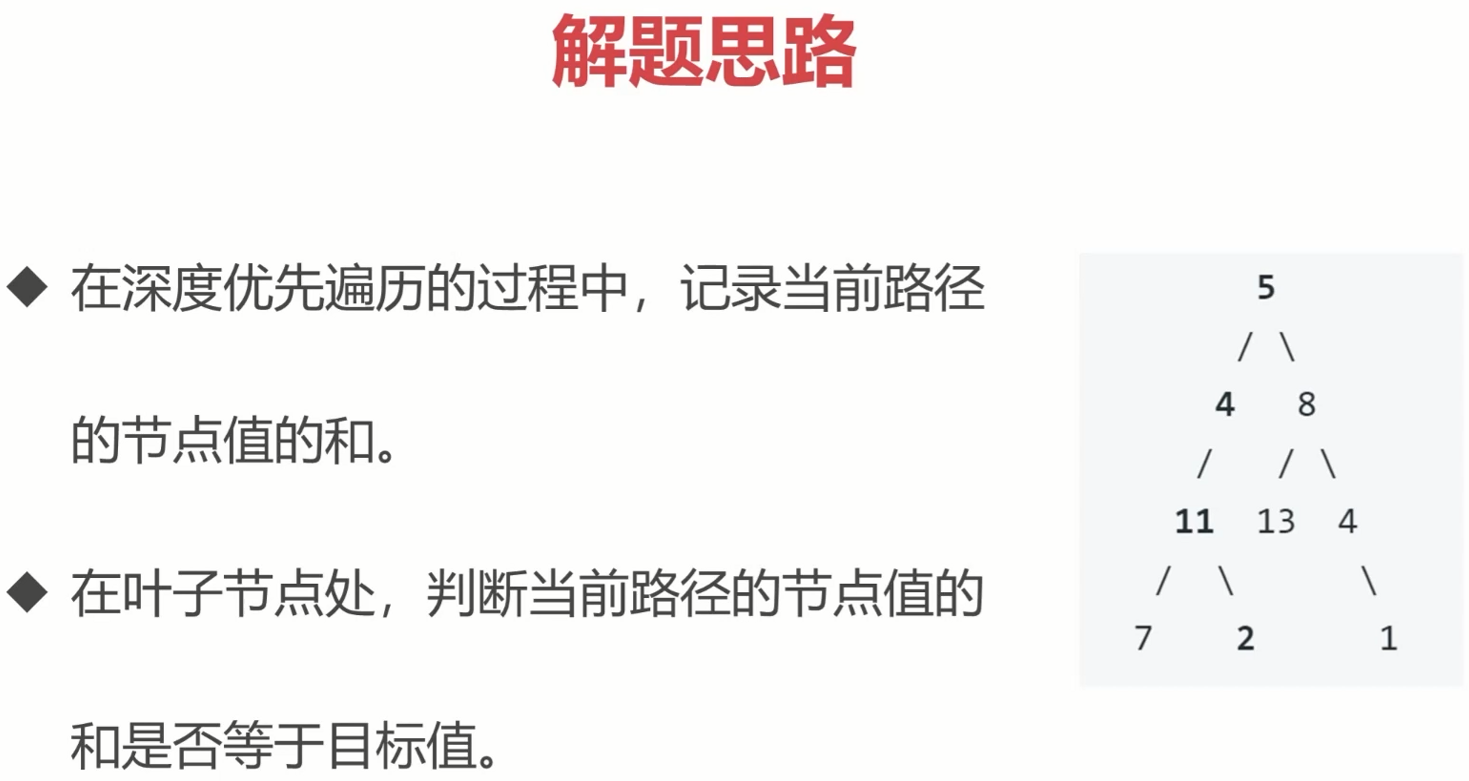 解题思路
◆ 在深度优先遍历的过程中，记录当前路径
的节点值的和。
◆ 在叶子节点处，判断当前路径的节点值的
和是否等于目标值。
5
/ \
4 8
/ / \
11 13 4
/ \ \
7 2 1